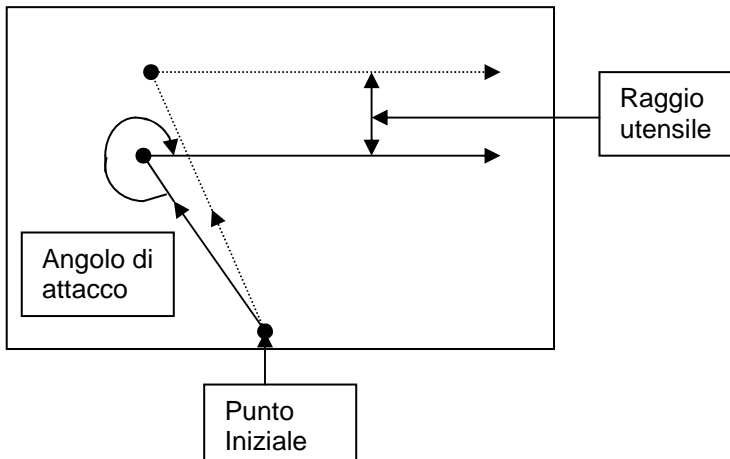 Raggio
utensile
Angolo di
attacco
Punto
Iniziale